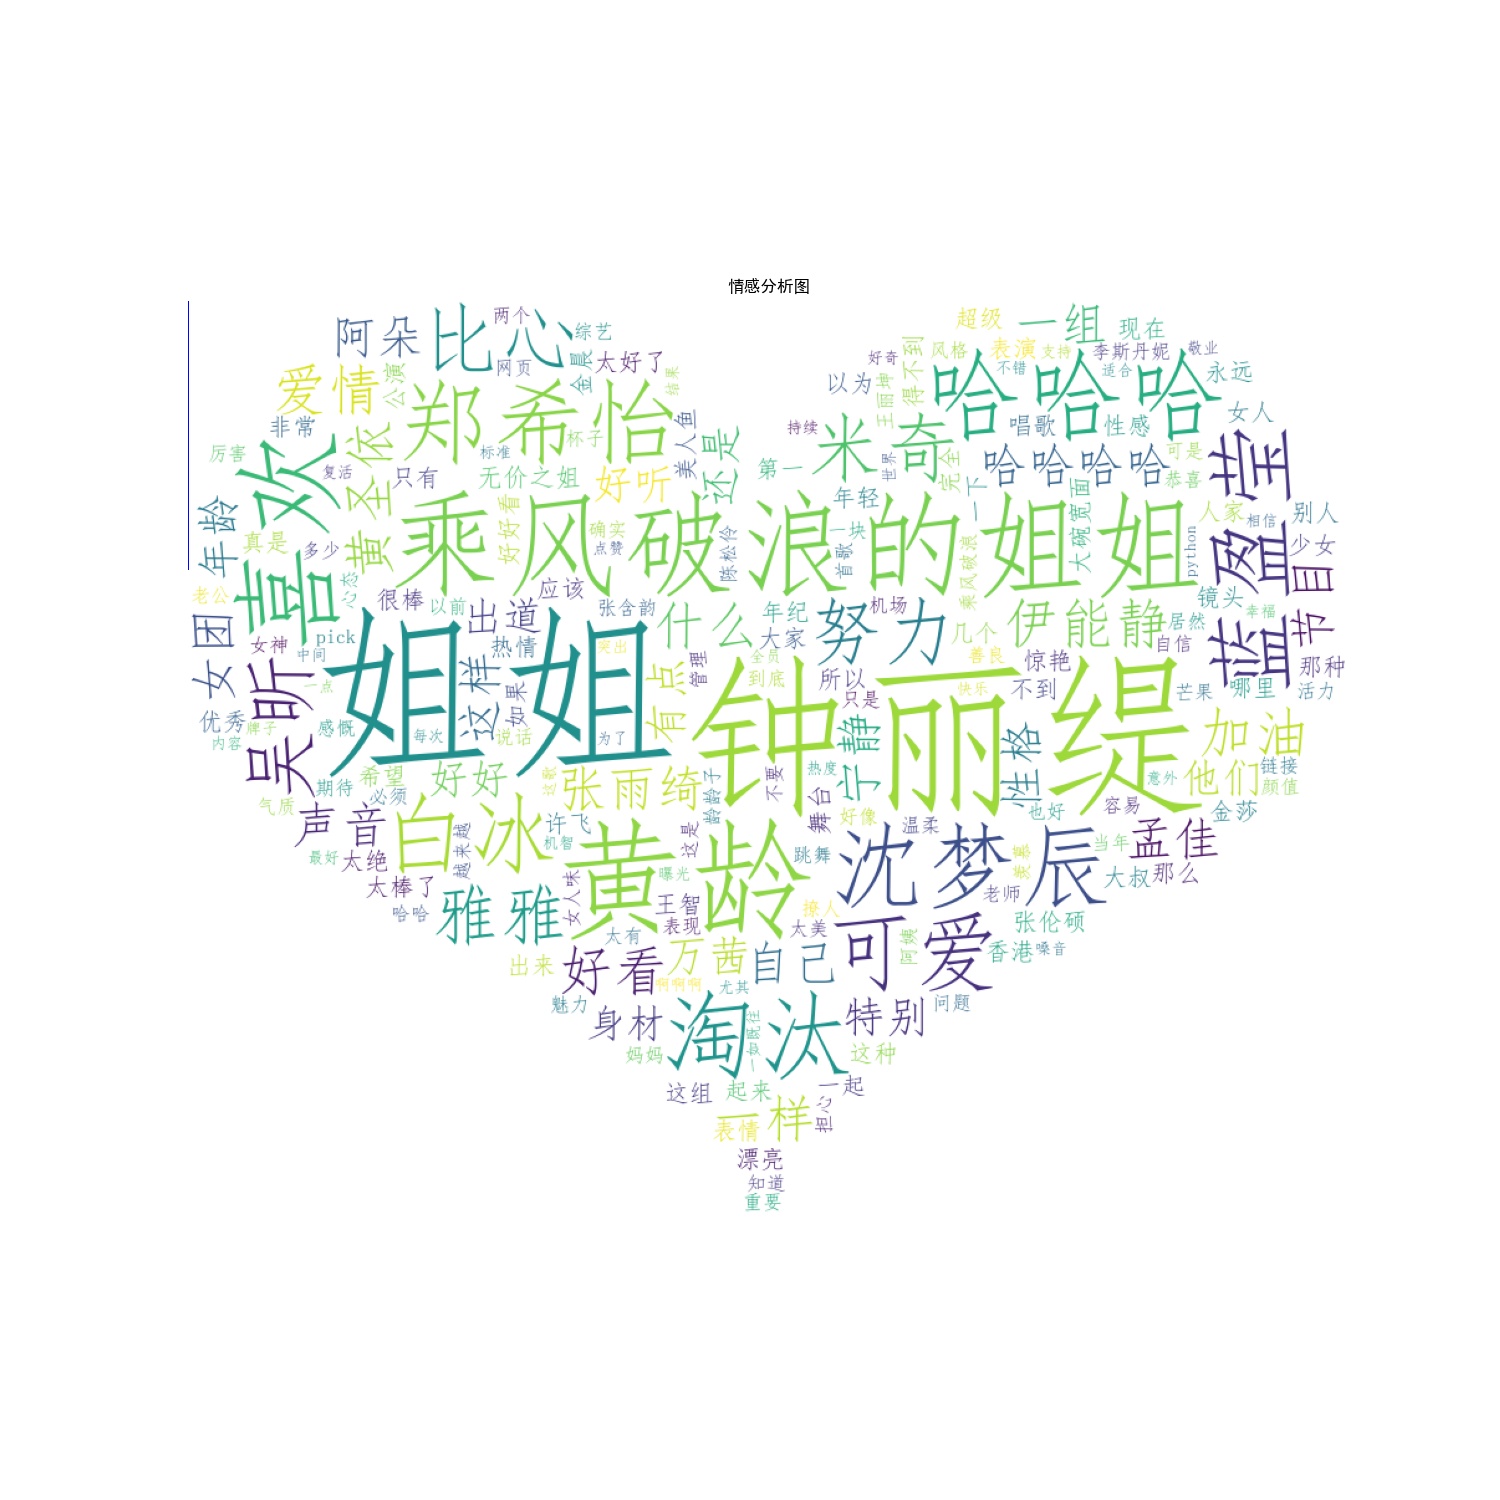 情感分析图
比心
两个
综艺
阿朵
网页
金晨
太好了
结果
超级
一组
现在
风格
表演
支持
李斯丹妮
敬业
好奇
不错
适合
得不到
以为
王丽坤
哈哈哈
永远
爱情
公演
郑希怡
杯子
美人鱼
持续
米奇
唱歌
性感
女人
非常
依
标准
还是
第一
世界
完全
哈哈哈哈
可是
恭喜
莹
厉害
复活
喜欢
只有
无价之姐
好听
年轻
一下
大碗宽面
人家
相信
别人
年龄
黄圣
好好看
确实
点赞
乘风破浪的姐姐
陈松伶
一块
首歌
乘风破浪
python
盈
少女
真是
多少
心态
老公
很棒
以前
应该
张含韵
什么
年纪
大家
努力
机场
几个
伊能静
镜头
居然
幸福
节目
女团
女神
pick
中间
出道
热情
姐姐
突出
全员
到底
管理
所以
只是
善良
惊艳
不到
自信
芒果
哪里
蓝
那种
活力
吴昕
一点
优秀
牌子
内容
感慨
每次
这样
如果
说话
为了
有点
钟丽缇
快乐
宁静
性格
加油
期待
希望
必须
好好
这歌
张雨绮
龄龄子
不要
热度
舞台
好像
温柔
也好
容易
意外
他们
链接
颜值
金莎
气质
声音
最好
太绝
太棒了
白冰
越来越
许飞
机智
黄龄
这是
曝光
跳舞
沈梦辰
羡慕
当年
孟佳
大叔
那么
哈哈
雅雅
女人味
王智
表现
撩人
太美
老师
张伦硕
太有
出来
好看
万茜
自己
可爱
阿姨
香港
嗓音
啊啊啊
尤其
魅力
身材
淘汰
一如既往
特别
问题
妈妈
这种
这组
起来
一起
担心
表情
一样
漂亮
知道
重要